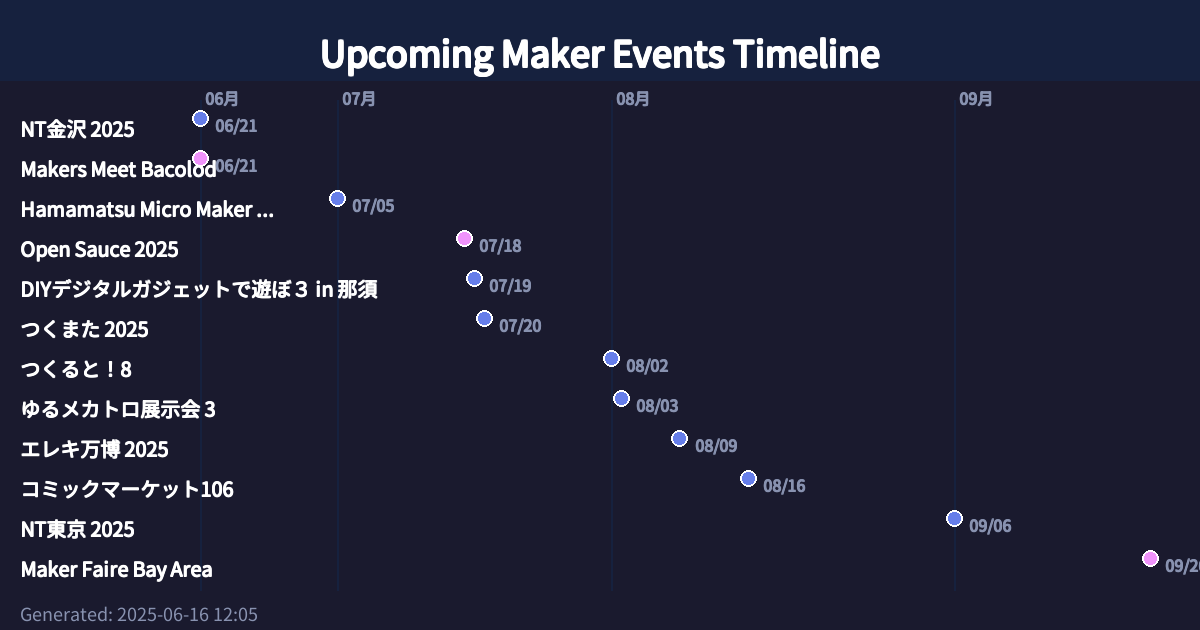 Upcoming Maker Events Timeline
06月 07月 08月 09月
NT金沢 2025 06/21
Makers Meet Bacolod 06/21
Hamamatsu Micro Maker ... 07/05
Open Sauce 2025 07/18
DIYデジタルガジェットで遊ぼ３ in 那須 07/19
つくまた 2025 07/20
つくると！8 08/02
ゆるメカトロ展示会 3 08/03
エレキ万博 2025 08/09
コミックマーケット106 08/16
NT東京 2025 09/06
Maker Faire Bay Area
Generated: 2025-06-16 12:05